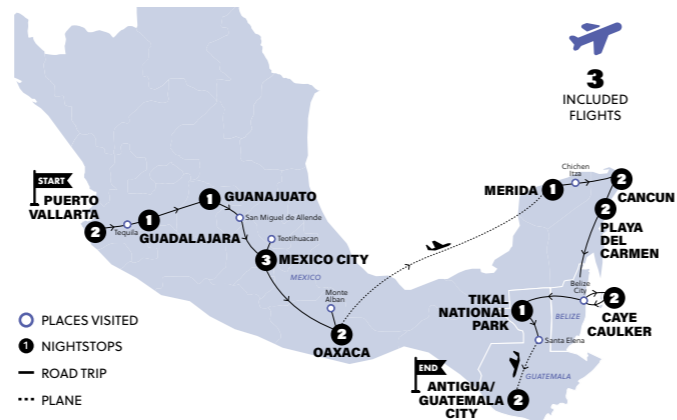 3
INCLUDED
FLIGHTS
START
PUERTO
VALLARTA
2
Tequila
1
GUADALAJARA
1
GUANAJUATO
San Miguel de Allende
Teotihuacan
3
MEXICO CITY
MEXICO
Monte
Alban
2
OAXACA
MERIDA
1
Chichen
Itza
2
CANCUN
2
PLAYA
DEL
CARMEN
Belize
City
2
CAYE
CAULKER
BELIZE
TIKAL
NATIONAL
PARK
1
Santa Elena
GUATEMALA
END
ANTIGUA/
GUATEMALA
CITY
2
PLACES VISITED
1 NIGHTSTOPS
ROAD TRIP
PLANE